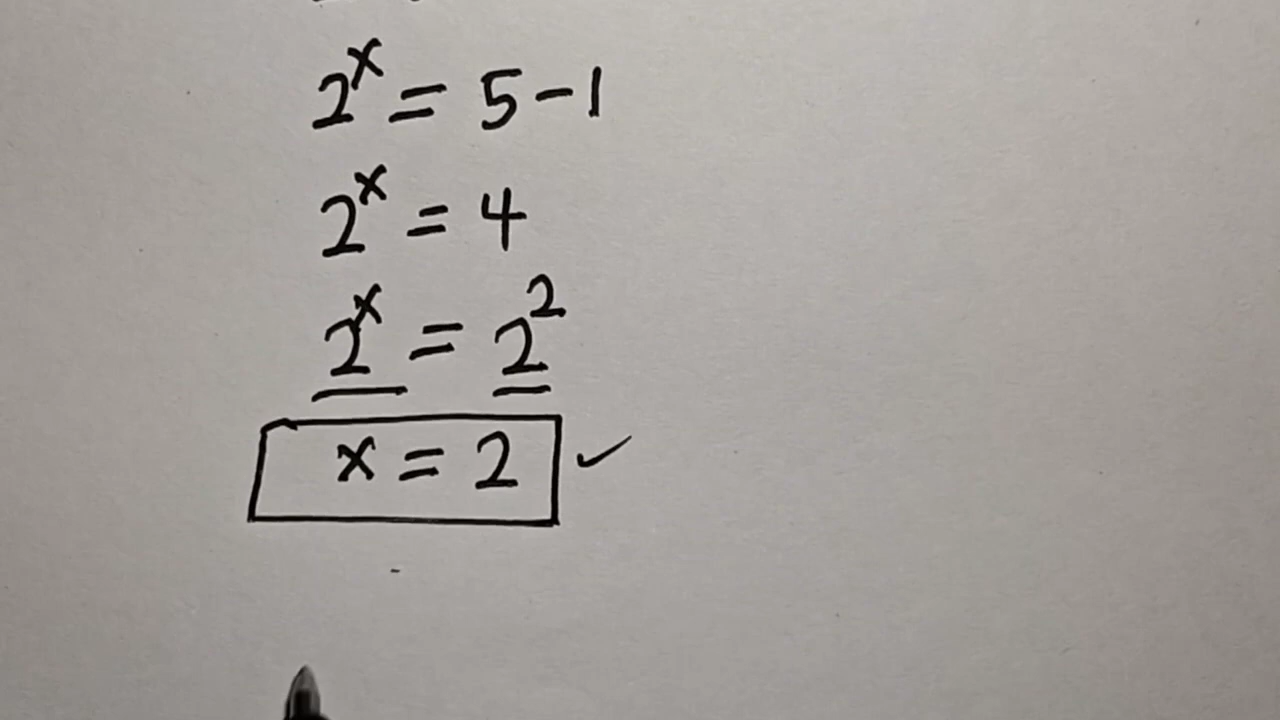 2^x = 5 - 1
2^x = 4
2^x = 2^2
x = 2 ✓